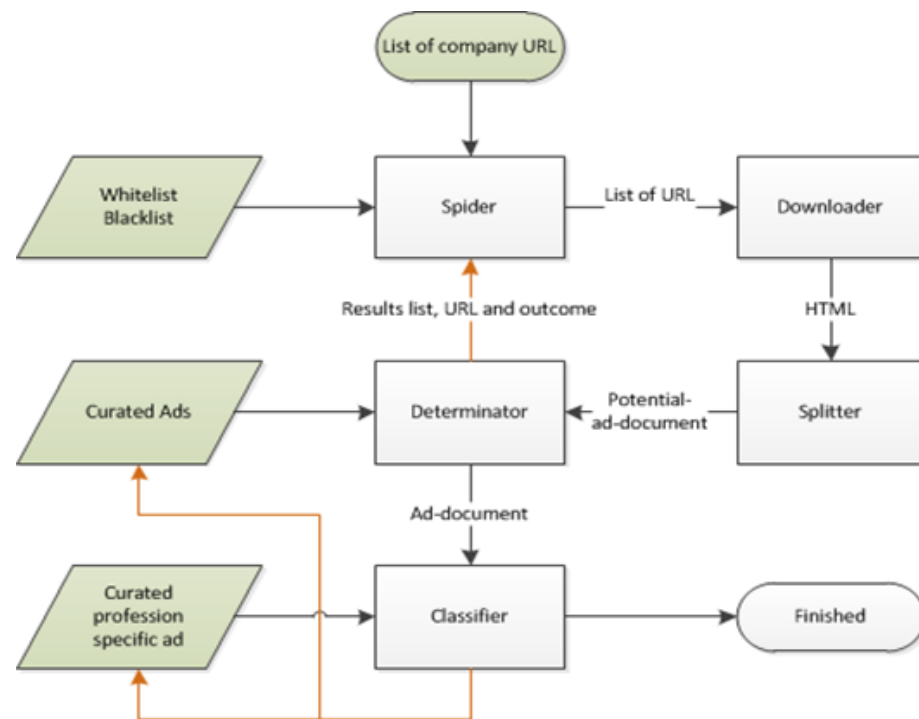 List of company URL
Whitelist
Blacklist
Spider
List of URL
Downloader
Results list, URL and outcome
HTML
Curated Ads
Determinator
Potential-
ad-document
Splitter
Ad-document
Curated
profession
specific ad
Classifier
Finished